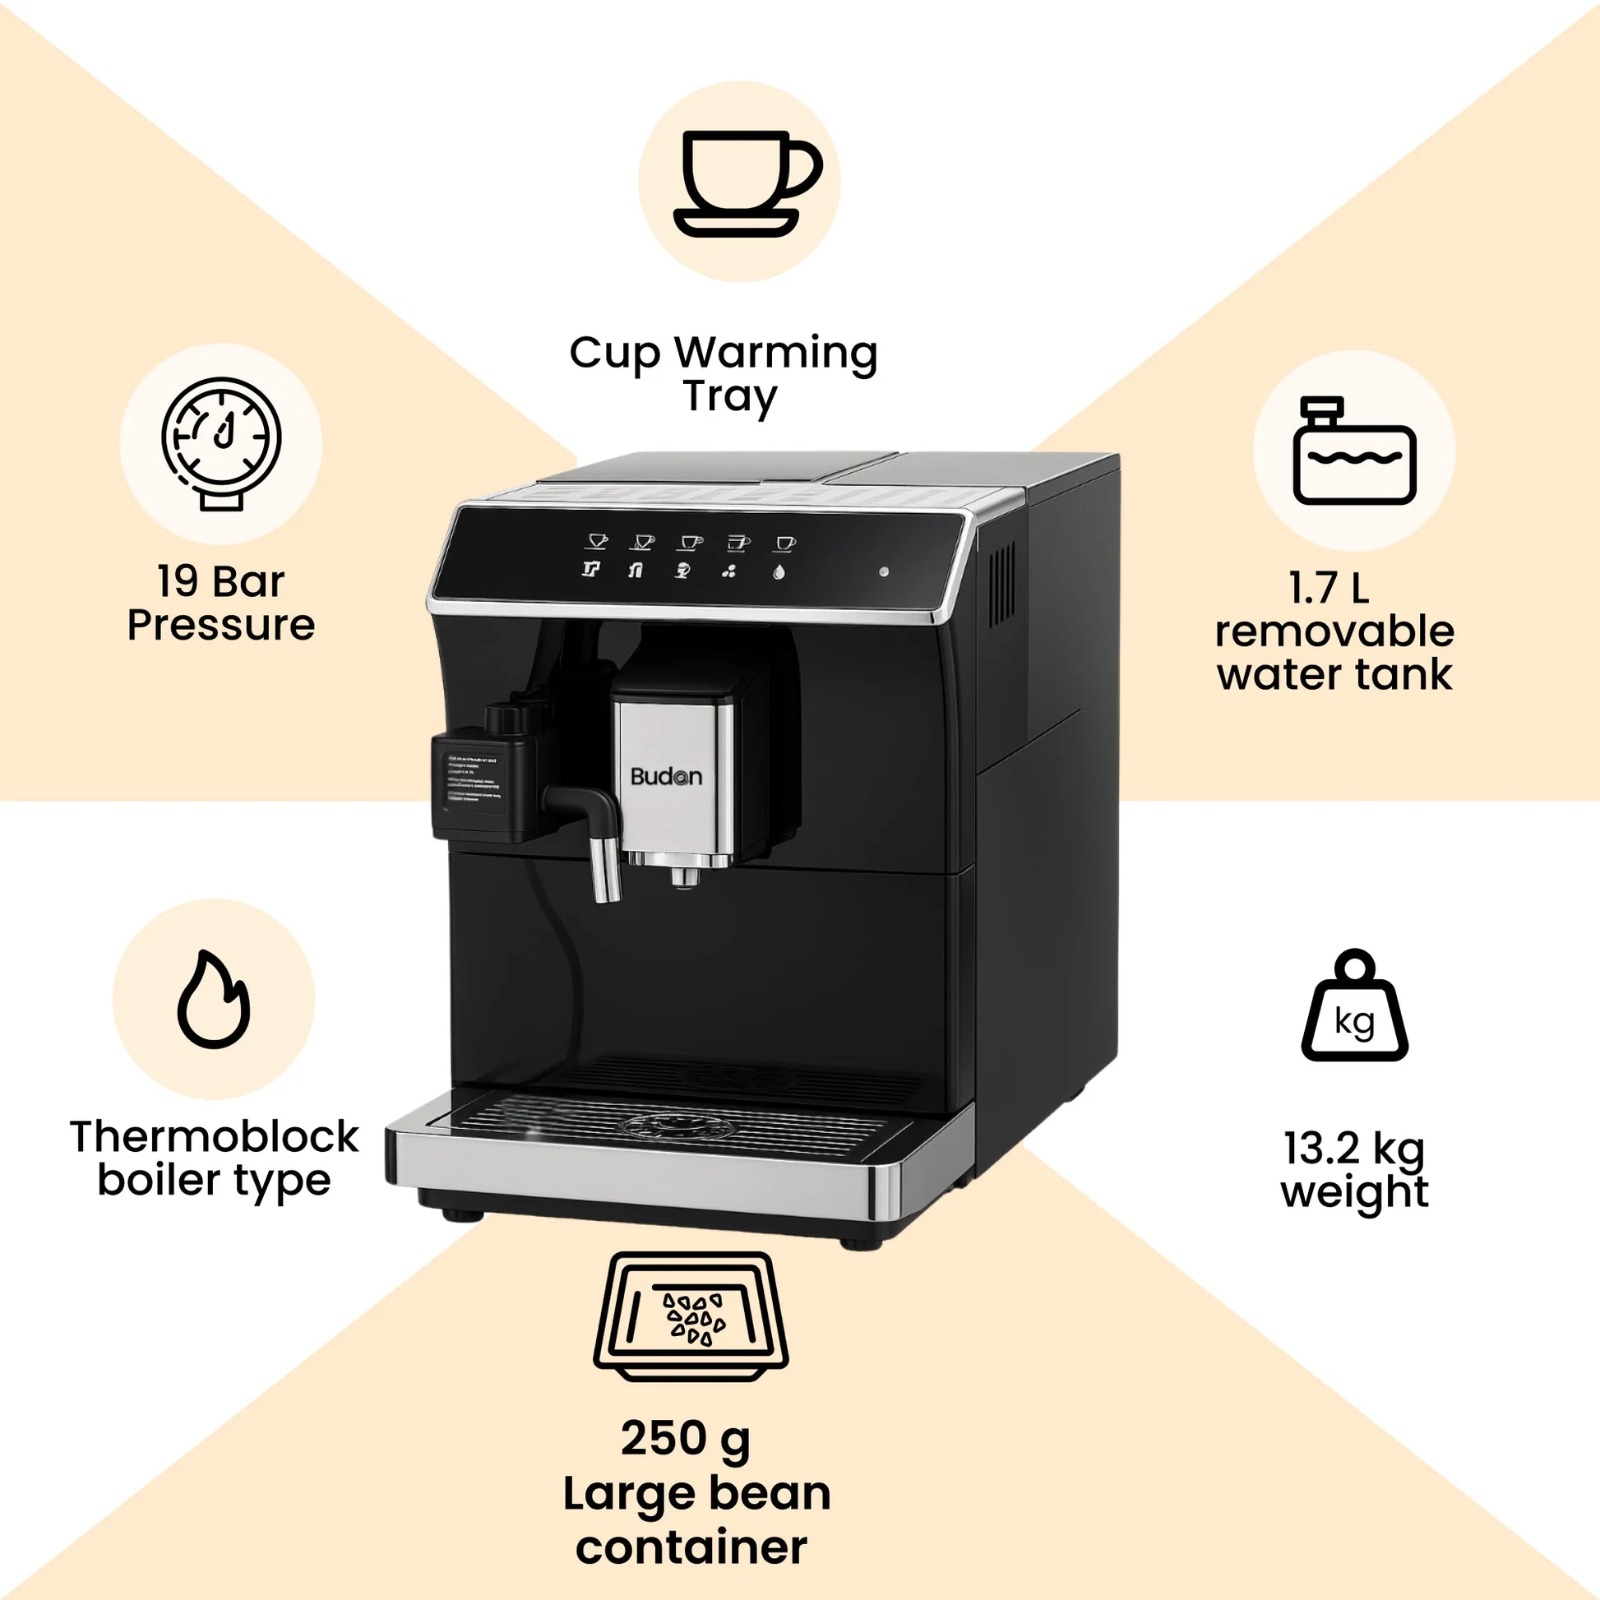 Cup Warming
Tray
19 Bar
Pressure
1.7 L
removable
water tank
Budan
Thermoblock
boiler type
kg
13.2 kg
weight
250 g
Large bean
container